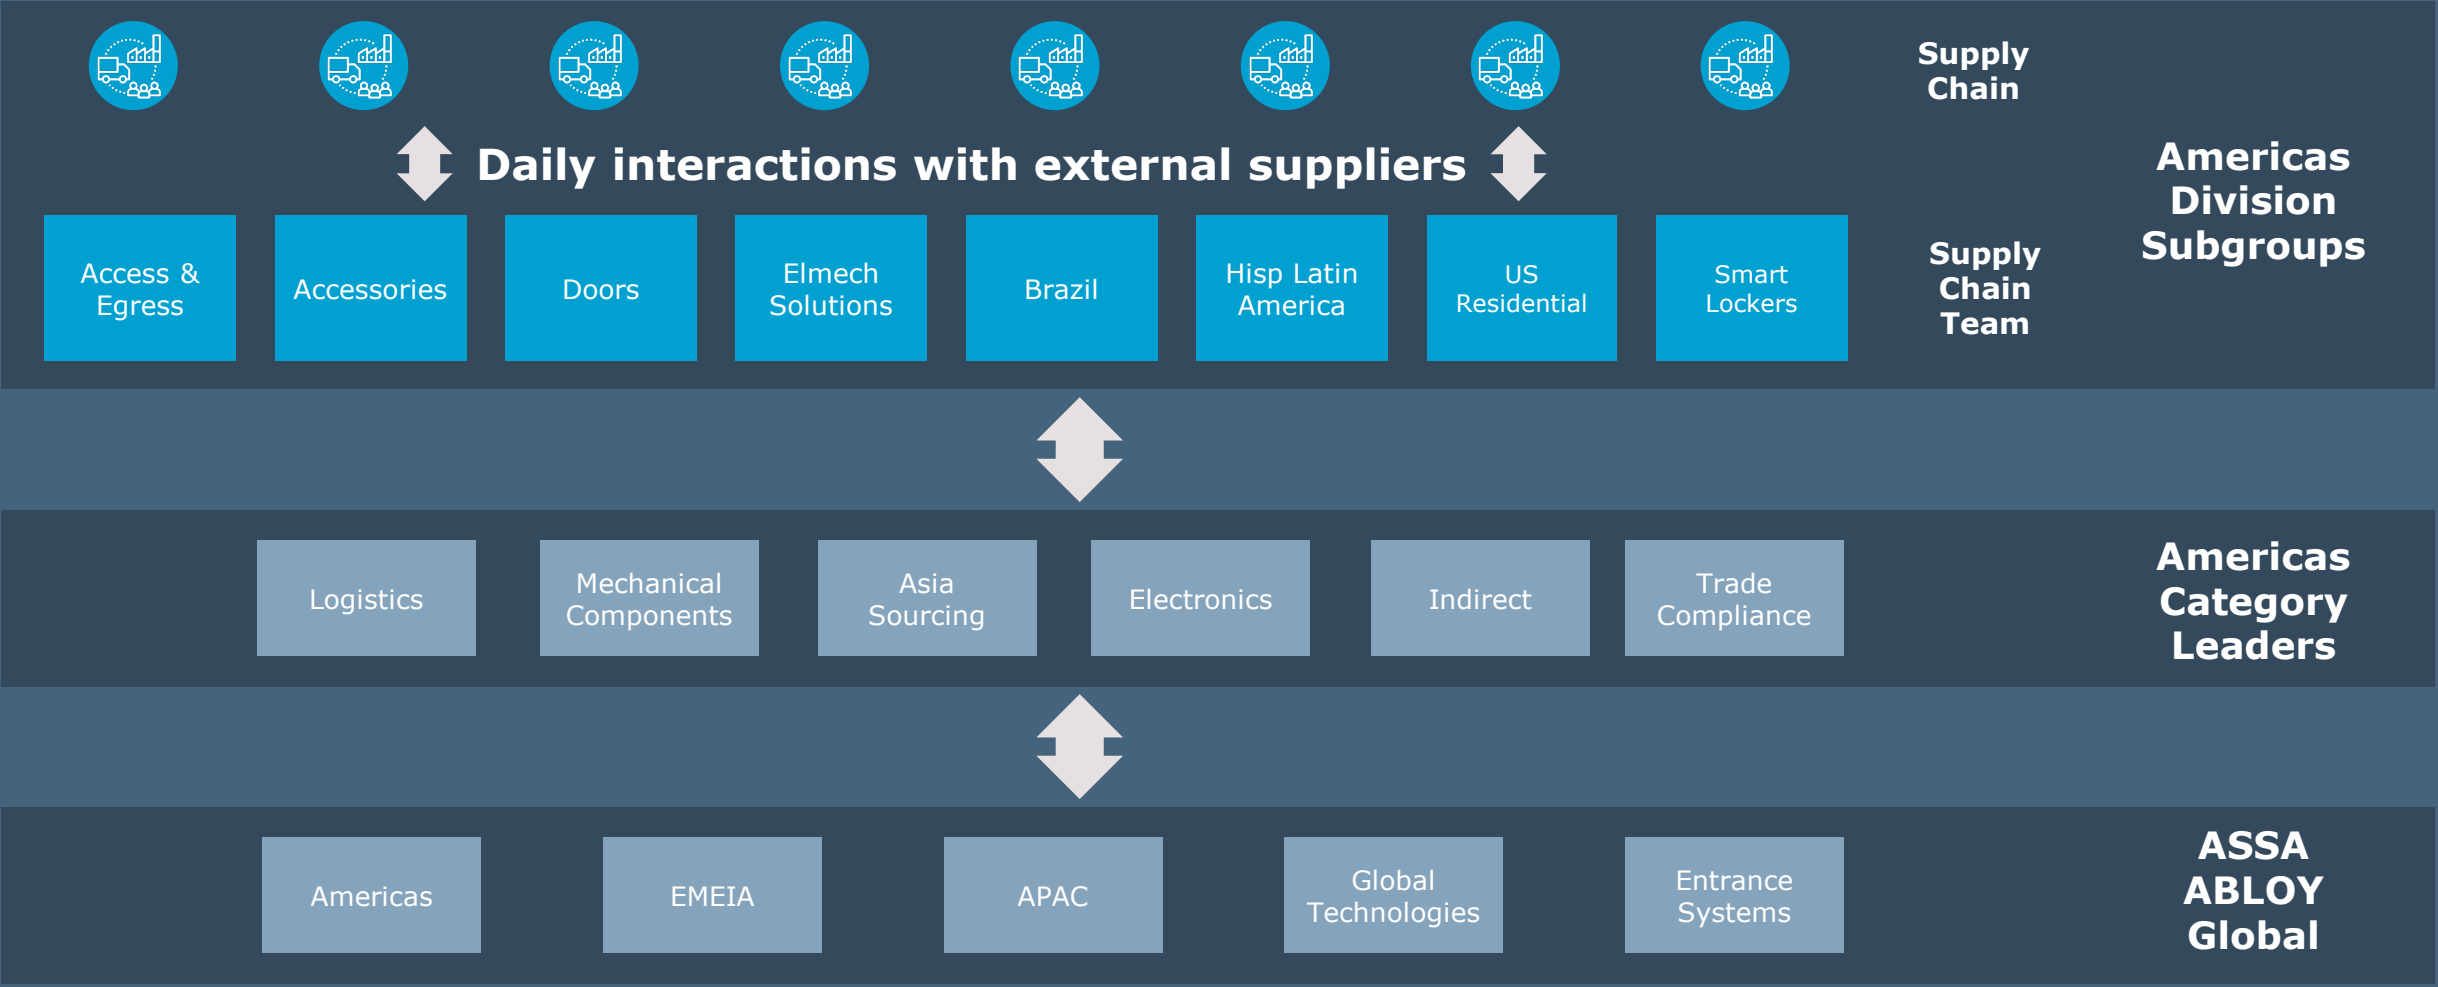 Supply
Chain
Daily interactions with external suppliers
Americas
Division
Subgroups
Access &
Egress
Accessories
Doors
Elmech
Solutions
Brazil
Hisp Latin
America
US
Residential
Smart
Lockers
Supply
Chain
Team
Logistics
Mechanical
Components
Asia
Sourcing
Electronics
Indirect
Trade
Compliance
Americas
Category
Leaders
Americas
EMEIA
APAC
Global
Technologies
Entrance
Systems
ASSA
ABLOY
Global